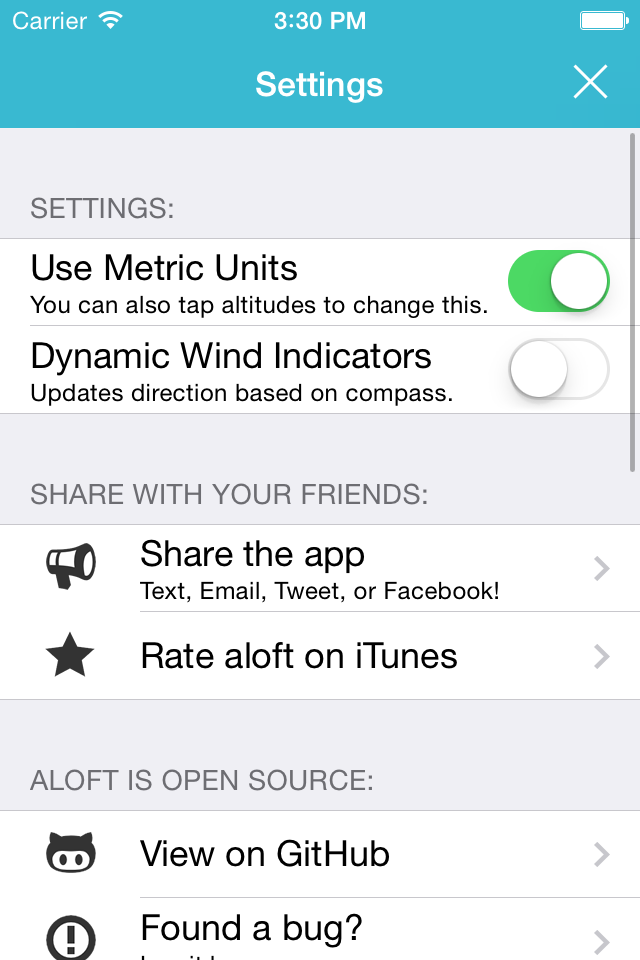 Carrier 3:30 PM
Settings
SETTINGS:
Use Metric Units
You can also tap altitudes to change this.
Dynamic Wind Indicators
Updates direction based on compass.
SHARE WITH YOUR FRIENDS:
Share the app
Text, Email, Tweet, or Facebook!
Rate aloft on iTunes
ALOFT IS OPEN SOURCE:
View on GitHub
Found a bug?